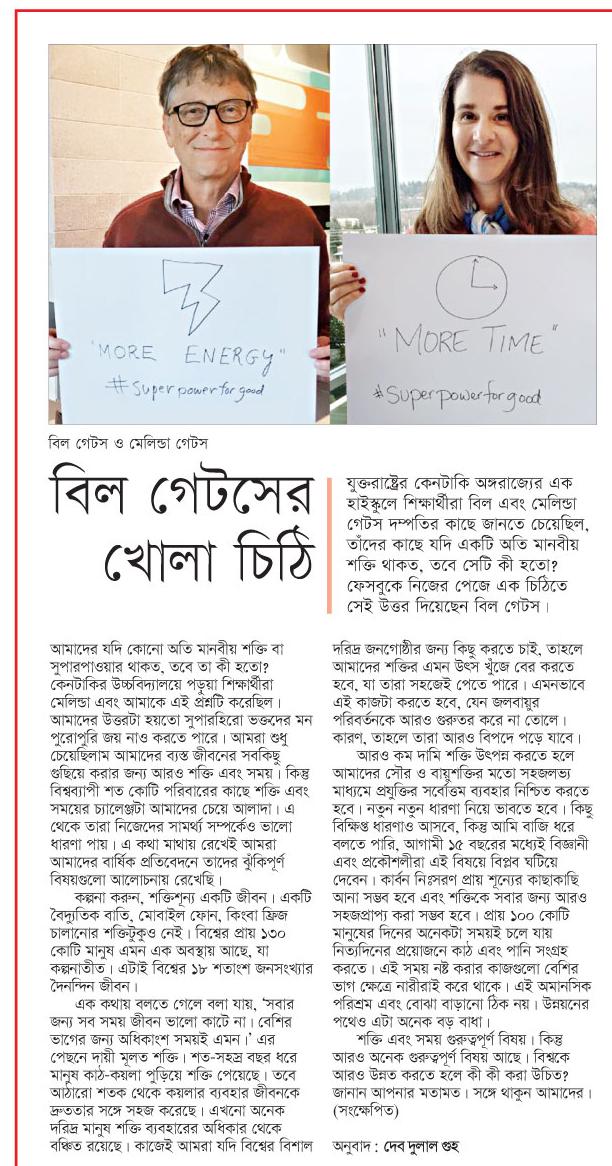 "MORE ENERGY"
#Superpowerforgood
"MORE TIME"
#Superpowerforgood
বিল গেটস ও মেলিন্ডা গেটস
বিল গেটসের
খোলা চিঠি
যুক্তরাষ্ট্রের কেনটাকি অঙ্গরাজ্যের এক
হাইস্কুলে শিক্ষার্থীরা বিল এবং মেলিন্ডা
গেটস দম্পতির কাছে জানতে চেয়েছিল,
তাঁদের কাছে যদি একটি অতি মানবীয়
শক্তি থাকত, তবে সেটি কী হতো?
ফেসবুকে নিজের পেজে এক চিঠিতে
সেই উত্তর দিয়েছেন বিল গেটস।
আমাদের যদি কোনো অতি মানবীয় শক্তি বা
সুপারপাওয়ার থাকত, তবে তা কী হতো?
কেনটাকির উচ্চবিদ্যালয়ে পড়ুয়া শিক্ষার্থীরা
মেলিন্ডা এবং আমাকে এই প্রশ্নটি করেছিল।
আমাদের উত্তরটা হয়তো সুপারহিরো ভক্তদের মন
পুরোপুরি জয় নাও করতে পারে। আমরা শুধু
চেয়েছিলাম আমাদের ব্যস্ত জীবনের সবকিছু
গুছিয়ে করার জন্য আরও শক্তি এবং সময়। কিন্তু
বিশ্বব্যাপী শত কোটি পরিবারের কাছে শক্তি এবং
সময়ের চ্যালেঞ্জটা আমাদের চেয়ে আলাদা। এ
থেকে তারা নিজেদের সামর্থ্য সম্পর্কেও ভালো
ধারণা পায়। এ কথা মাথায় রেখেই আমরা
আমাদের বার্ষিক প্রতিবেদনে তাদের ঝুঁকিপূর্ণ
বিষয়গুলো আলোচনায় রেখেছি।
কল্পনা করুন, শক্তিশূন্য একটি জীবন। একটি
বৈদ্যুতিক বাতি, মোবাইল ফোন, কিংবা ফ্রিজ
চালানোর শক্তিটুকুও নেই। বিশ্বের প্রায় ১৩০
কোটি মানুষ এমন এক অবস্থায় আছে, যা
কল্পনাতীত। এটাই বিশ্বের ১৮ শতাংশ জনসংখ্যার
দৈনন্দিন জীবন।
এক কথায় বলতে গেলে বলা যায়, ‘সবার
জন্য সব সময় জীবন ভালো কাটে না। বেশির
ভাগের জন্য অধিকাংশ সময়ই এমন।’ এর
পেছনে দায়ী মূলত শক্তি। শত-সহস্র বছর ধরে
মানুষ কাঠ-কয়লা পুড়িয়ে শক্তি পেয়েছে। তবে
আঠারো শতক থেকে কয়লার ব্যবহার জীবনকে
দ্রুততার সঙ্গে সহজ করেছে। এখনো অনেক
দরিদ্র মানুষ শক্তি ব্যবহারের অধিকার থেকে
বঞ্চিত রয়েছে। কাজেই আমরা যদি বিশ্বের বিশাল
দরিদ্র জনগোষ্ঠীর জন্য কিছু করতে চাই, তাহলে
আমাদের শক্তির এমন উৎস খুঁজে বের করতে
হবে, যা তারা সহজেই পেতে পারে। এমনভাবে
এই কাজটা করতে হবে, যেন জলবায়ুর
পরিবর্তনকে আরও গুরুতর করে না তোলে।
কারণ, তাহলে তারা আরও বিপদে পড়ে যাবে।
আরও কম দামি শক্তি উৎপন্ন করতে হলে
আমাদের সৌর ও বায়ুশক্তির মতো সহজলভ্য
মাধ্যমে প্রযুক্তির সর্বোত্তম ব্যবহার নিশ্চিত করতে
হবে। নতুন নতুন ধারণা নিয়ে ভাবতে হবে। কিছু
বিক্ষিপ্ত ধারণাও আসবে, কিন্তু আমি বাজি ধরে
বলতে পারি, আগামী ১৫ বছরের মধ্যেই বিজ্ঞানী
এবং প্রকৌশলীরা এই বিষয়ে বিপ্লব ঘটিয়ে
দেবেন। কার্বন নিঃসরণ প্রায় শূন্যের কাছাকাছি
আনা সম্ভব হবে এবং শক্তিকে সবার জন্য আরও
সহজপ্রাপ্য করা সম্ভব হবে। প্রায় ১০০ কোটি
মানুষের দিনের অনেকটা সময়ই চলে যায়
নিত্যদিনের প্রয়োজনে কাঠ এবং পানি সংগ্রহ
করতে। এই সময় নষ্ট করার কাজগুলো বেশির
ভাগ ক্ষেত্রে নারীরাই করে থাকে। এই অমানসিক
পরিশ্রম এবং বোঝা বাড়ানো ঠিক নয়। উন্নয়নের
পথেও এটা অনেক বড় বাধা।
শক্তি এবং সময় গুরুত্বপূর্ণ বিষয়। কিন্তু
আরও অনেক গুরুত্বপূর্ণ বিষয় আছে। বিশ্বকে
আরও উন্নত করতে হলে কী কী করা উচিত?
জানান আপনার মতামত। সঙ্গে থাকুন আমাদের।
(সংক্ষেপিত)
অনুবাদ : দেব দুলাল গুহ